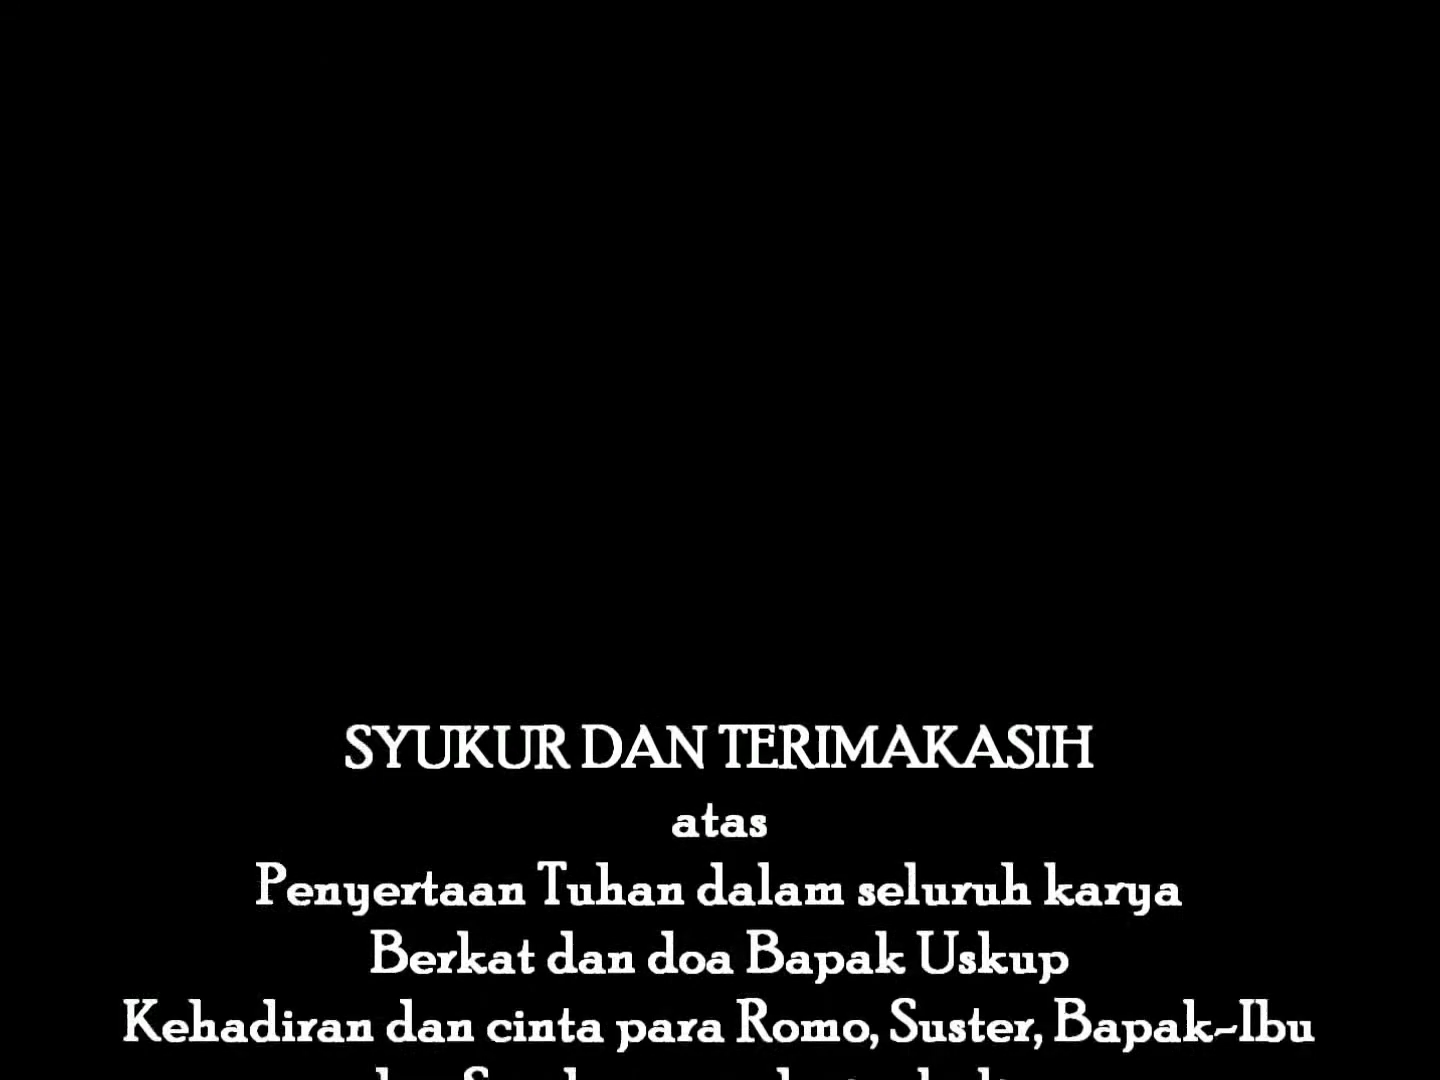 SYUKUR DAN TERIMAKASIH
atas
Penyertaan Tuhan dalam seluruh karya
Berkat dan doa Bapak Uskup
Kehadiran dan cinta para Romo, Suster, Bapak-Ibu